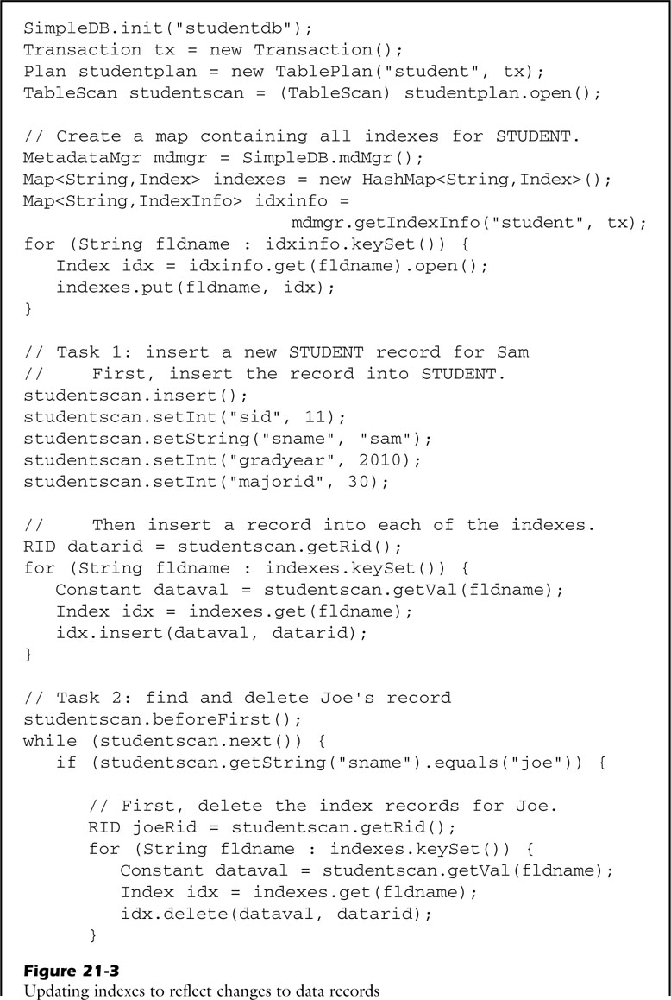 SimpleDB.init("studentdb");
Transaction tx = new Transaction();
Plan studentplan = new TablePlan("student", tx);
TableScan studentscan = (TableScan) studentplan.open();

// Create a map containing all indexes for STUDENT.
MetadataMgr mdmgr = SimpleDB.mdMgr();
Map<String,Index> indexes = new HashMap<String,Index>();
Map<String,IndexInfo> idxinfo =
                        mdmgr.getIndexInfo("student", tx);
for (String fldname : idxinfo.keySet()) {
   Index idx = idxinfo.get(fldname).open();
   indexes.put(fldname, idx);
}

// Task 1: insert a new STUDENT record for Sam
//    First, insert the record into STUDENT.
studentscan.insert();
studentscan.setInt("sid", 11);
studentscan.setString("sname", "sam");
studentscan.setInt("gradyear", 2010);
studentscan.setInt("majorid", 30);

//    Then insert a record into each of the indexes.
RID datarid = studentscan.getRid();
for (String fldname : indexes.keySet()) {
   Constant dataval = studentscan.getVal(fldname);
   Index idx = indexes.get(fldname);
   idx.insert(dataval, datarid);
}

// Task 2: find and delete Joe's record
studentscan.beforeFirst();
while (studentscan.next()) {
   if (studentscan.getString("sname").equals("joe")) {

      // First, delete the index records for Joe.
      RID joeRid = studentscan.getRid();
      for (String fldname : indexes.keySet()) {
         Constant dataval = studentscan.getVal(fldname);
         Index idx = indexes.get(fldname);
         idx.delete(dataval, datarid);
      }
Figure 21-3
Updating indexes to reflect changes to data records